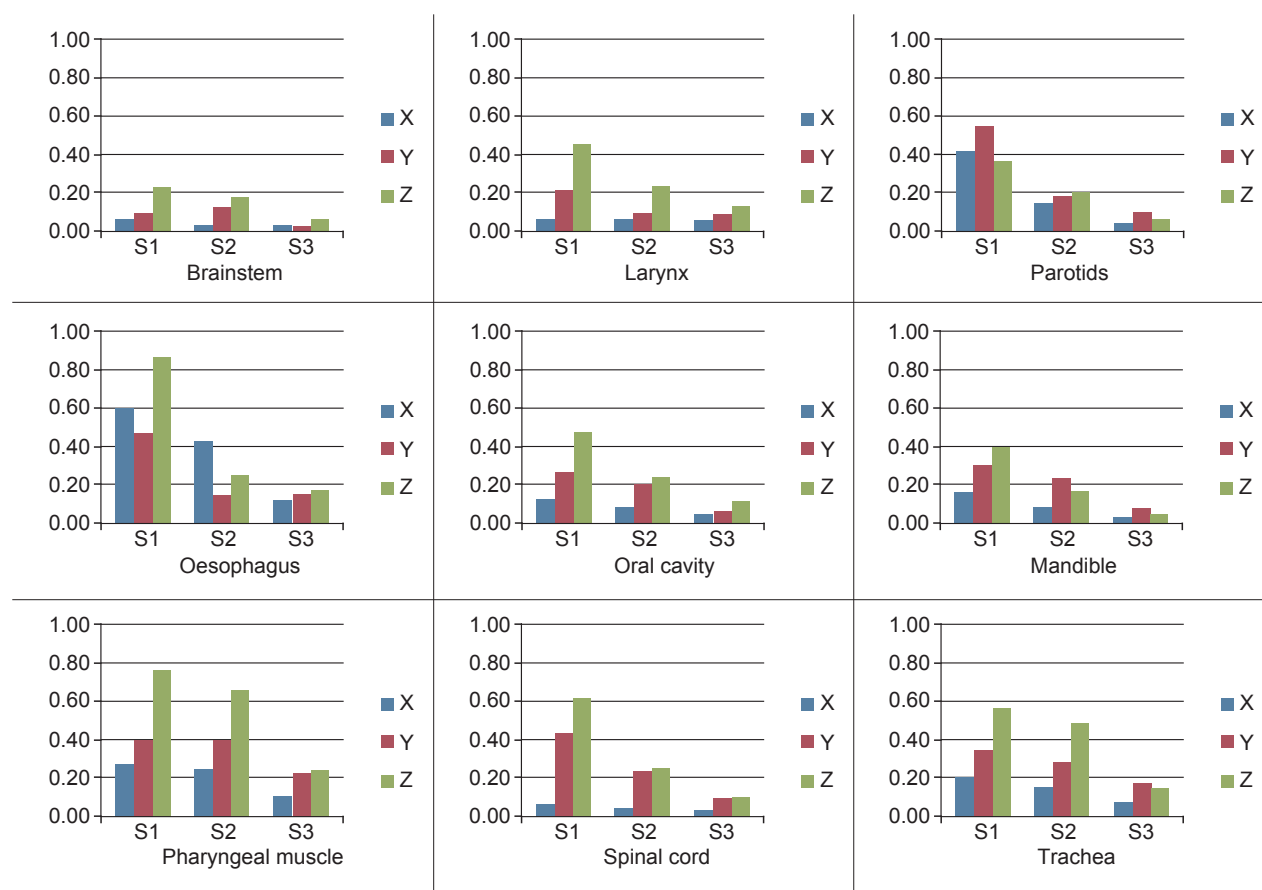 1.00
0.80
0.60
0.40
0.20
0.00
S1 S2 S3
Brainstem
X
Y
Z
1.00
0.80
0.60
0.40
0.20
0.00
S1 S2 S3
Larynx
X
Y
Z
1.00
0.80
0.60
0.40
0.20
0.00
S1 S2 S3
Parotids
X
Y
Z
1.00
0.80
0.60
0.40
0.20
0.00
S1 S2 S3
Oesophagus
X
Y
Z
1.00
0.80
0.60
0.40
0.20
0.00
S1 S2 S3
Oral cavity
X
Y
Z
1.00
0.80
0.60
0.40
0.20
0.00
S1 S2 S3
Mandible
X
Y
Z
1.00
0.80
0.60
0.40
0.20
0.00
S1 S2 S3
Pharyngeal muscle
X
Y
Z
1.00
0.80
0.60
0.40
0.20
0.00
S1 S2 S3
Spinal cord
X
Y
Z
1.00
0.80
0.60
0.40
0.20
0.00
S1 S2 S3
Trachea
X
Y
Z